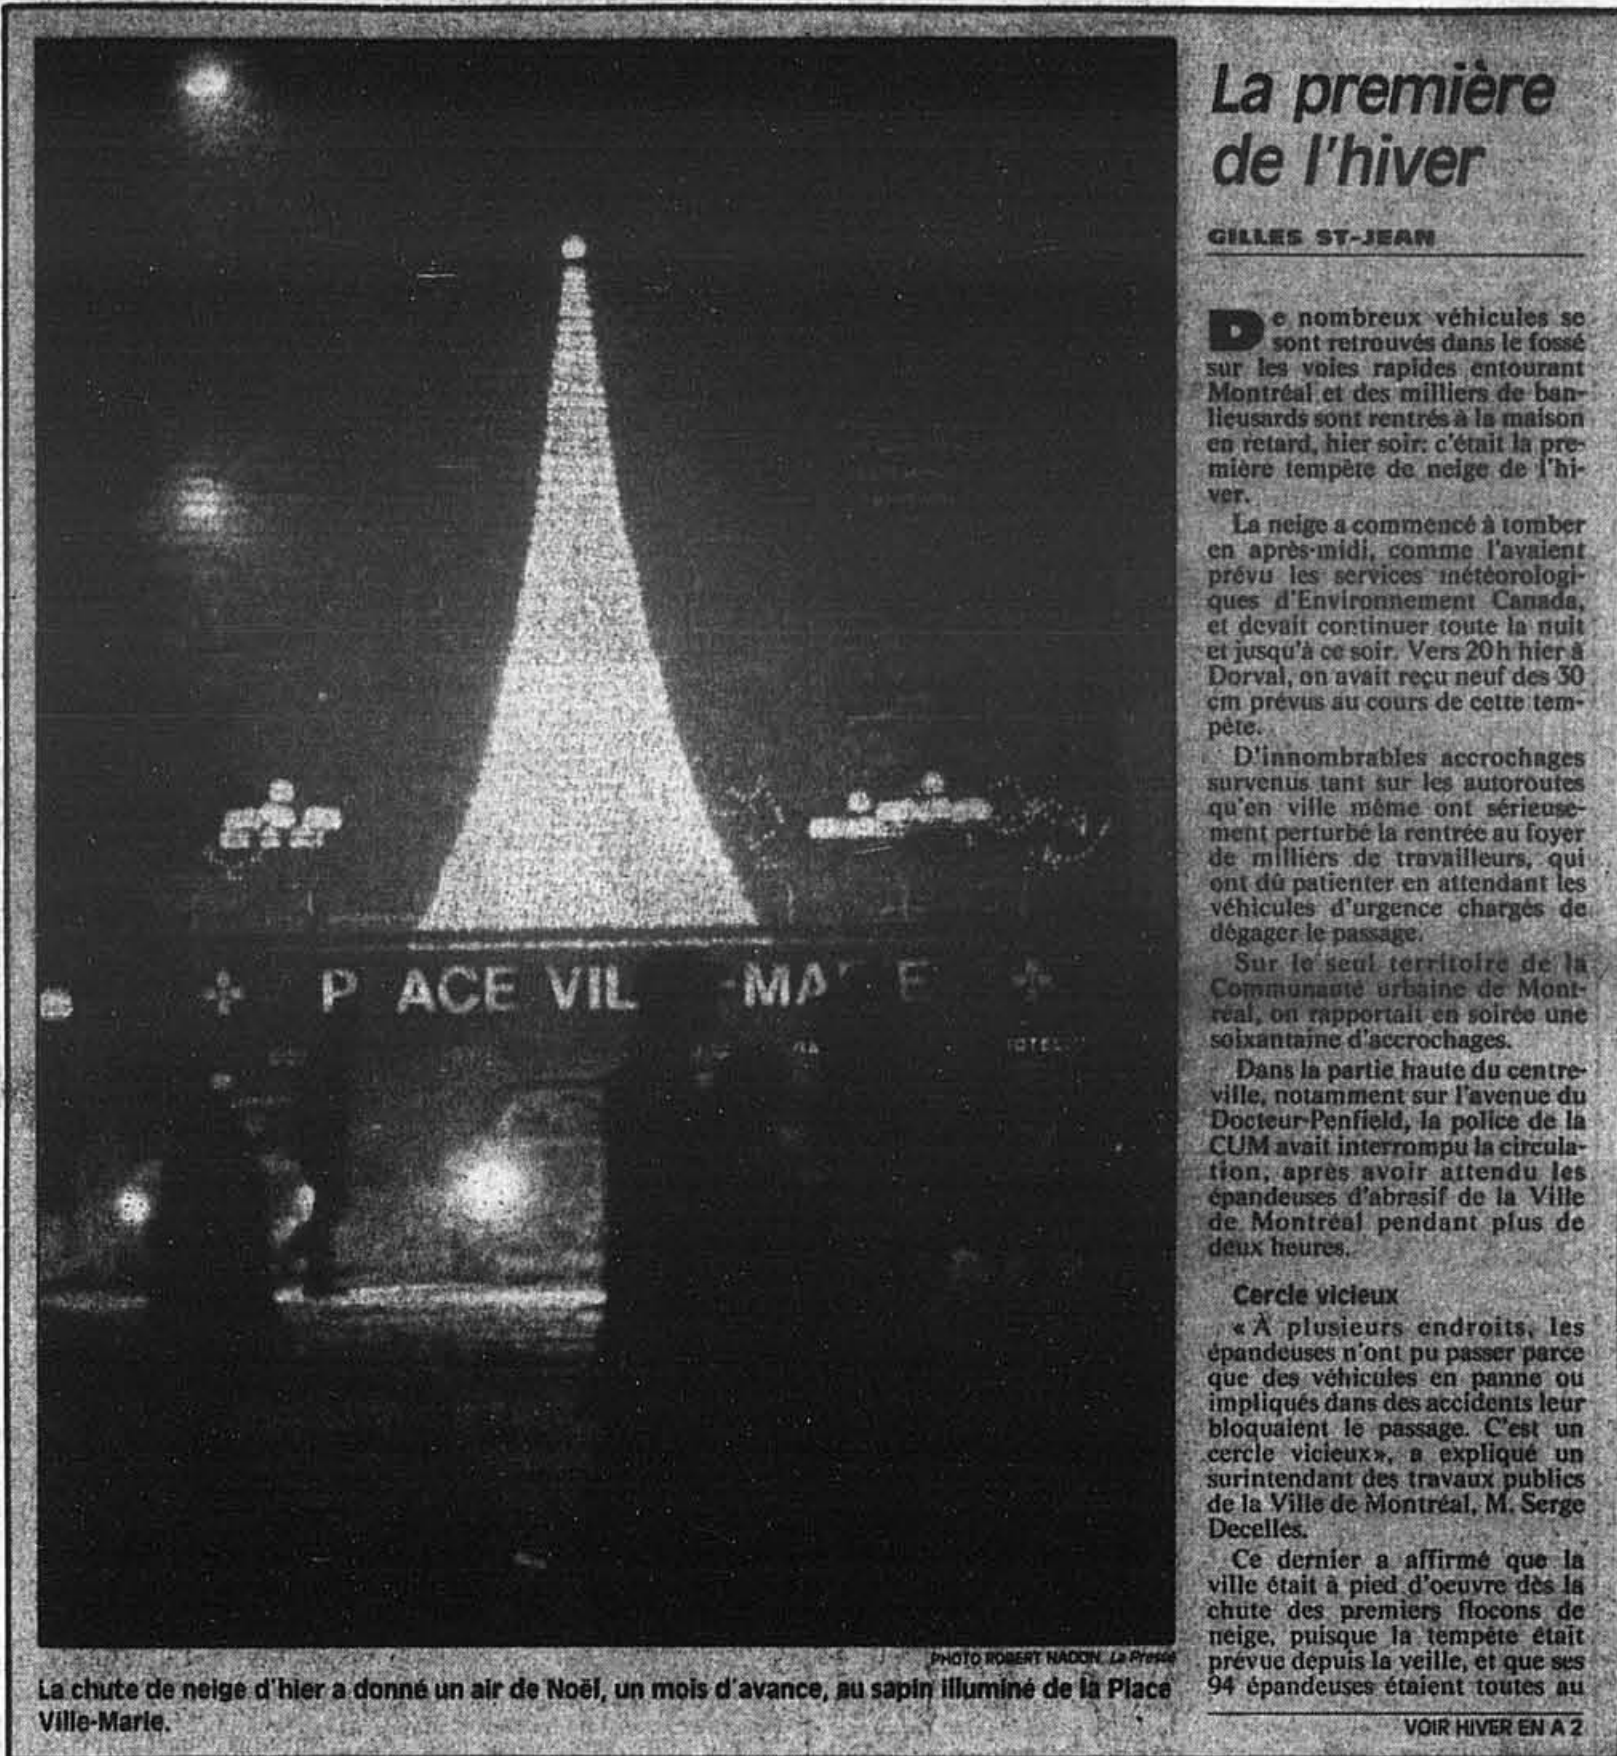 P ACE VIL -MA E
PHOTO ROBERT NADON, La Presse
La chute de neige d'hier a donné un air de Noël, un mois d'avance, au sapin illuminé de la Place
Ville-Marie.
La première
de l'hiver
GILLES ST-JEAN
De nombreux véhicules se
sont retrouvés dans le fossé
sur les voies rapides entourant
Montréal et des milliers de ban-
lieusards sont rentrés à la maison
en retard, hier soir: c'était la pre-
mière tempête de neige de l'hi-
ver.
La neige a commencé à tomber
en après-midi, comme l'avaient
prévu les services météorologi-
ques d'Environnement Canada,
et devait continuer toute la nuit
et jusqu'à ce soir. Vers 20 h hier à
Dorval, on avait reçu neuf des 30
cm prévus au cours de cette tem-
pête.
D'innombrables accrochages
survenus tant sur les autoroutes
qu'en ville même ont sérieuse-
ment perturbé la rentrée au foyer
de milliers de travailleurs, qui
ont dû patienter en attendant les
véhicules d'urgence chargés de
dégager le passage.
Sur le seul territoire de la
Communauté urbaine de Mont-
réal, on rapportait en soirée une
soixantaine d'accrochages.
Dans la partie haute du centre-
ville, notamment sur l'avenue du
Docteur-Penfield, la police de la
CUM avait interrompu la circula-
tion, après avoir attendu les
épandeuses d'abrasif de la Ville
de Montréal pendant plus de
deux heures.
Cercle vicieux
« À plusieurs endroits, les
épandeuses n'ont pu passer parce
que des véhicules en panne ou
impliqués dans des accidents leur
bloquaient le passage. C'est un
cercle vicieux», a expliqué un
surintendant des travaux publics
de la Ville de Montréal, M. Serge
Decelles.
Ce dernier a affirmé que la
ville était à pied d'oeuvre dès la
chute des premiers flocons de
neige, puisque la tempête était
prévue depuis la veille, et que ses
94 épandeuses étaient toutes au
VOIR HIVER EN A 2